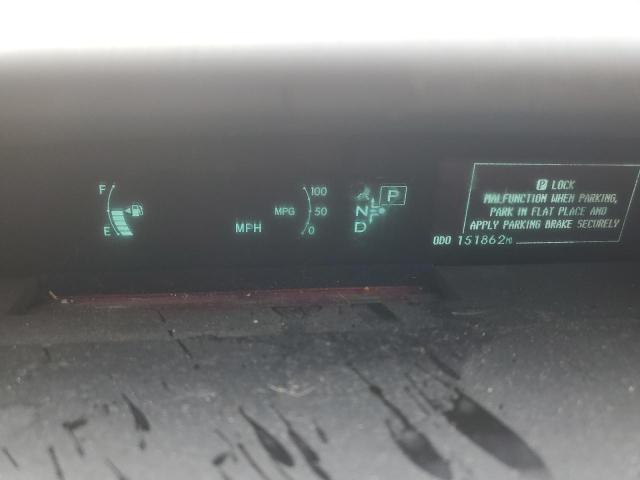 F
E
MPH
MPG
100
50
0
P
N
D
P LOCK
MALFUNCTION WHEN PARKING,
PARK IN FLAT PLACE AND
APPLY PARKING BRAKE SECURELY
ODO 151862MI